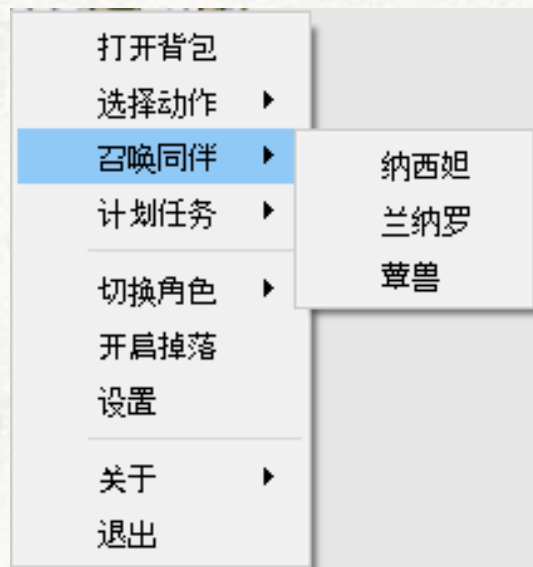 打开背包
选择动作
召唤同伴
计划任务
切换角色
开启掉落
设置
关于
退出
纳西妲
兰纳罗
蕈兽